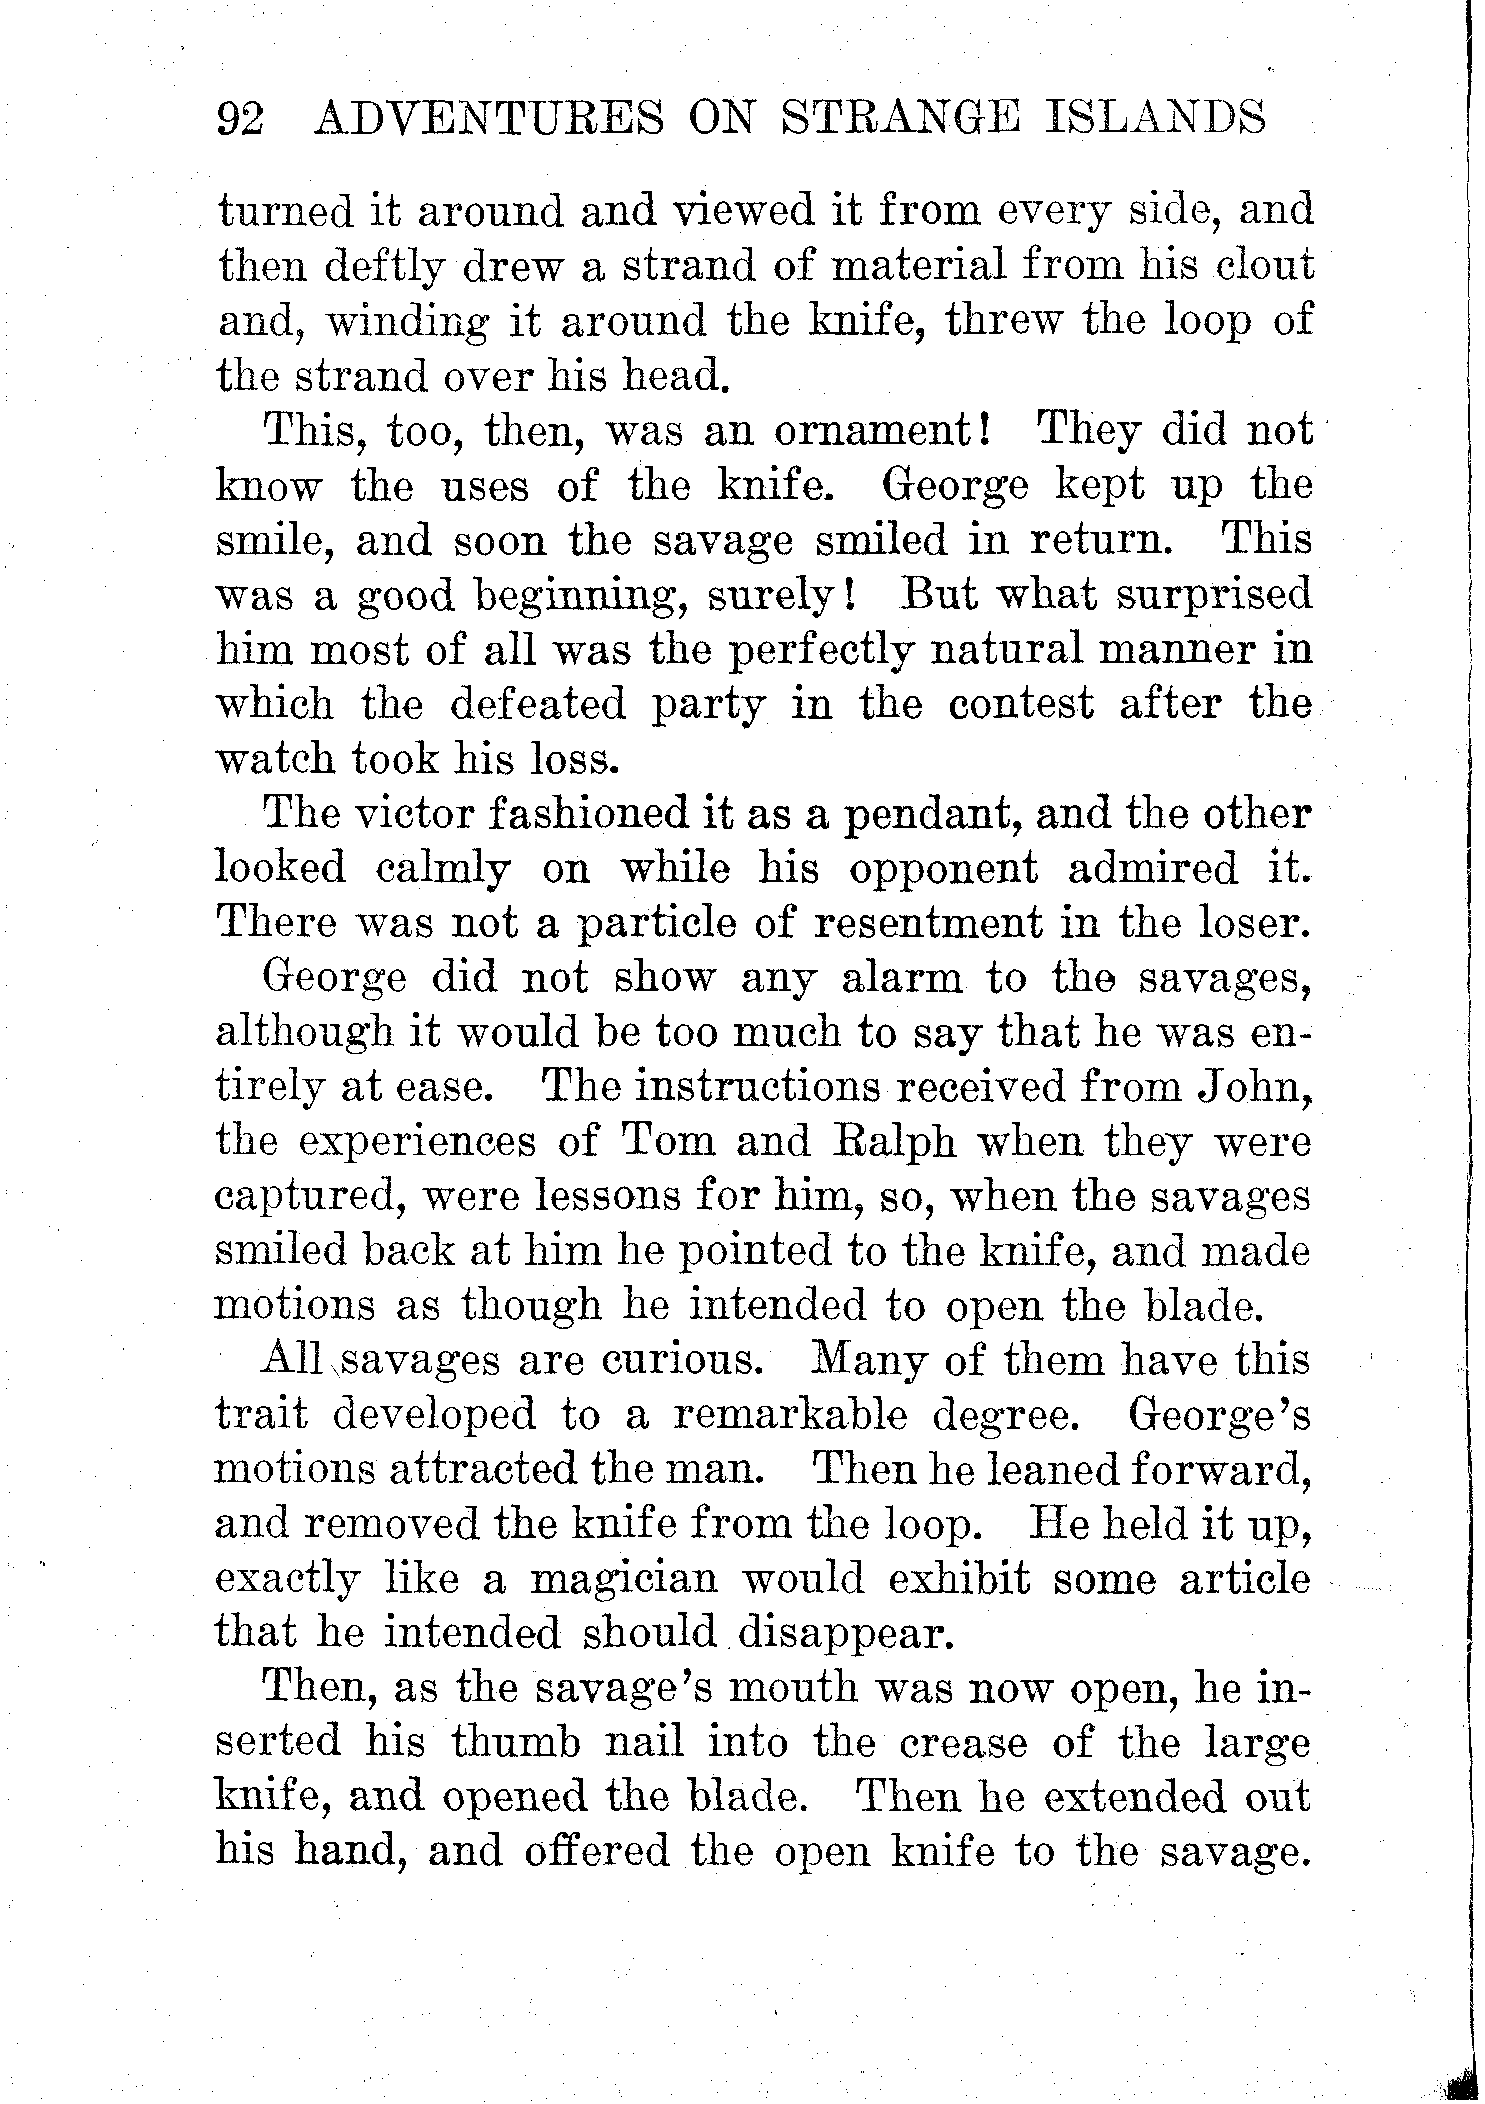 92 ADVENTURES ON STRANGE ISLANDS
turned it around and viewed it from every side, and
then deftly drew a strand of material from his clout
and, winding it around the knife, threw the loop of
the strand over his head.
This, too, then, was an ornament! They did not
know the uses of the knife. George kept up the
smile, and soon the savage smiled in return. This
was a good beginning, surely! But what surprised
him most of all was the perfectly natural manner in
which the defeated party in the contest after the
watch took his loss.
The victor fashioned it as a pendant, and the other
looked calmly on while his opponent admired it.
There was not a particle of resentment in the loser.
George did not show any alarm to the savages,
although it would be too much to say that he was en-
tirely at ease. The instructions received from John,
the experiences of Tom and Ralph when they were
captured, were lessons for him, so, when the savages
smiled back at him he pointed to the knife, and made
motions as though he intended to open the blade.
All savages are curious. Many of them have this
trait developed to a remarkable degree. George's
motions attracted the man. Then he leaned forward,
and removed the knife from the loop. He held it up,
exactly like a magician would exhibit some article
that he intended should disappear.
Then, as the savage's mouth was now open, he in-
serted his thumb nail into the crease of the large
knife, and opened the blade. Then he extended out
his hand, and offered the open knife to the savage.